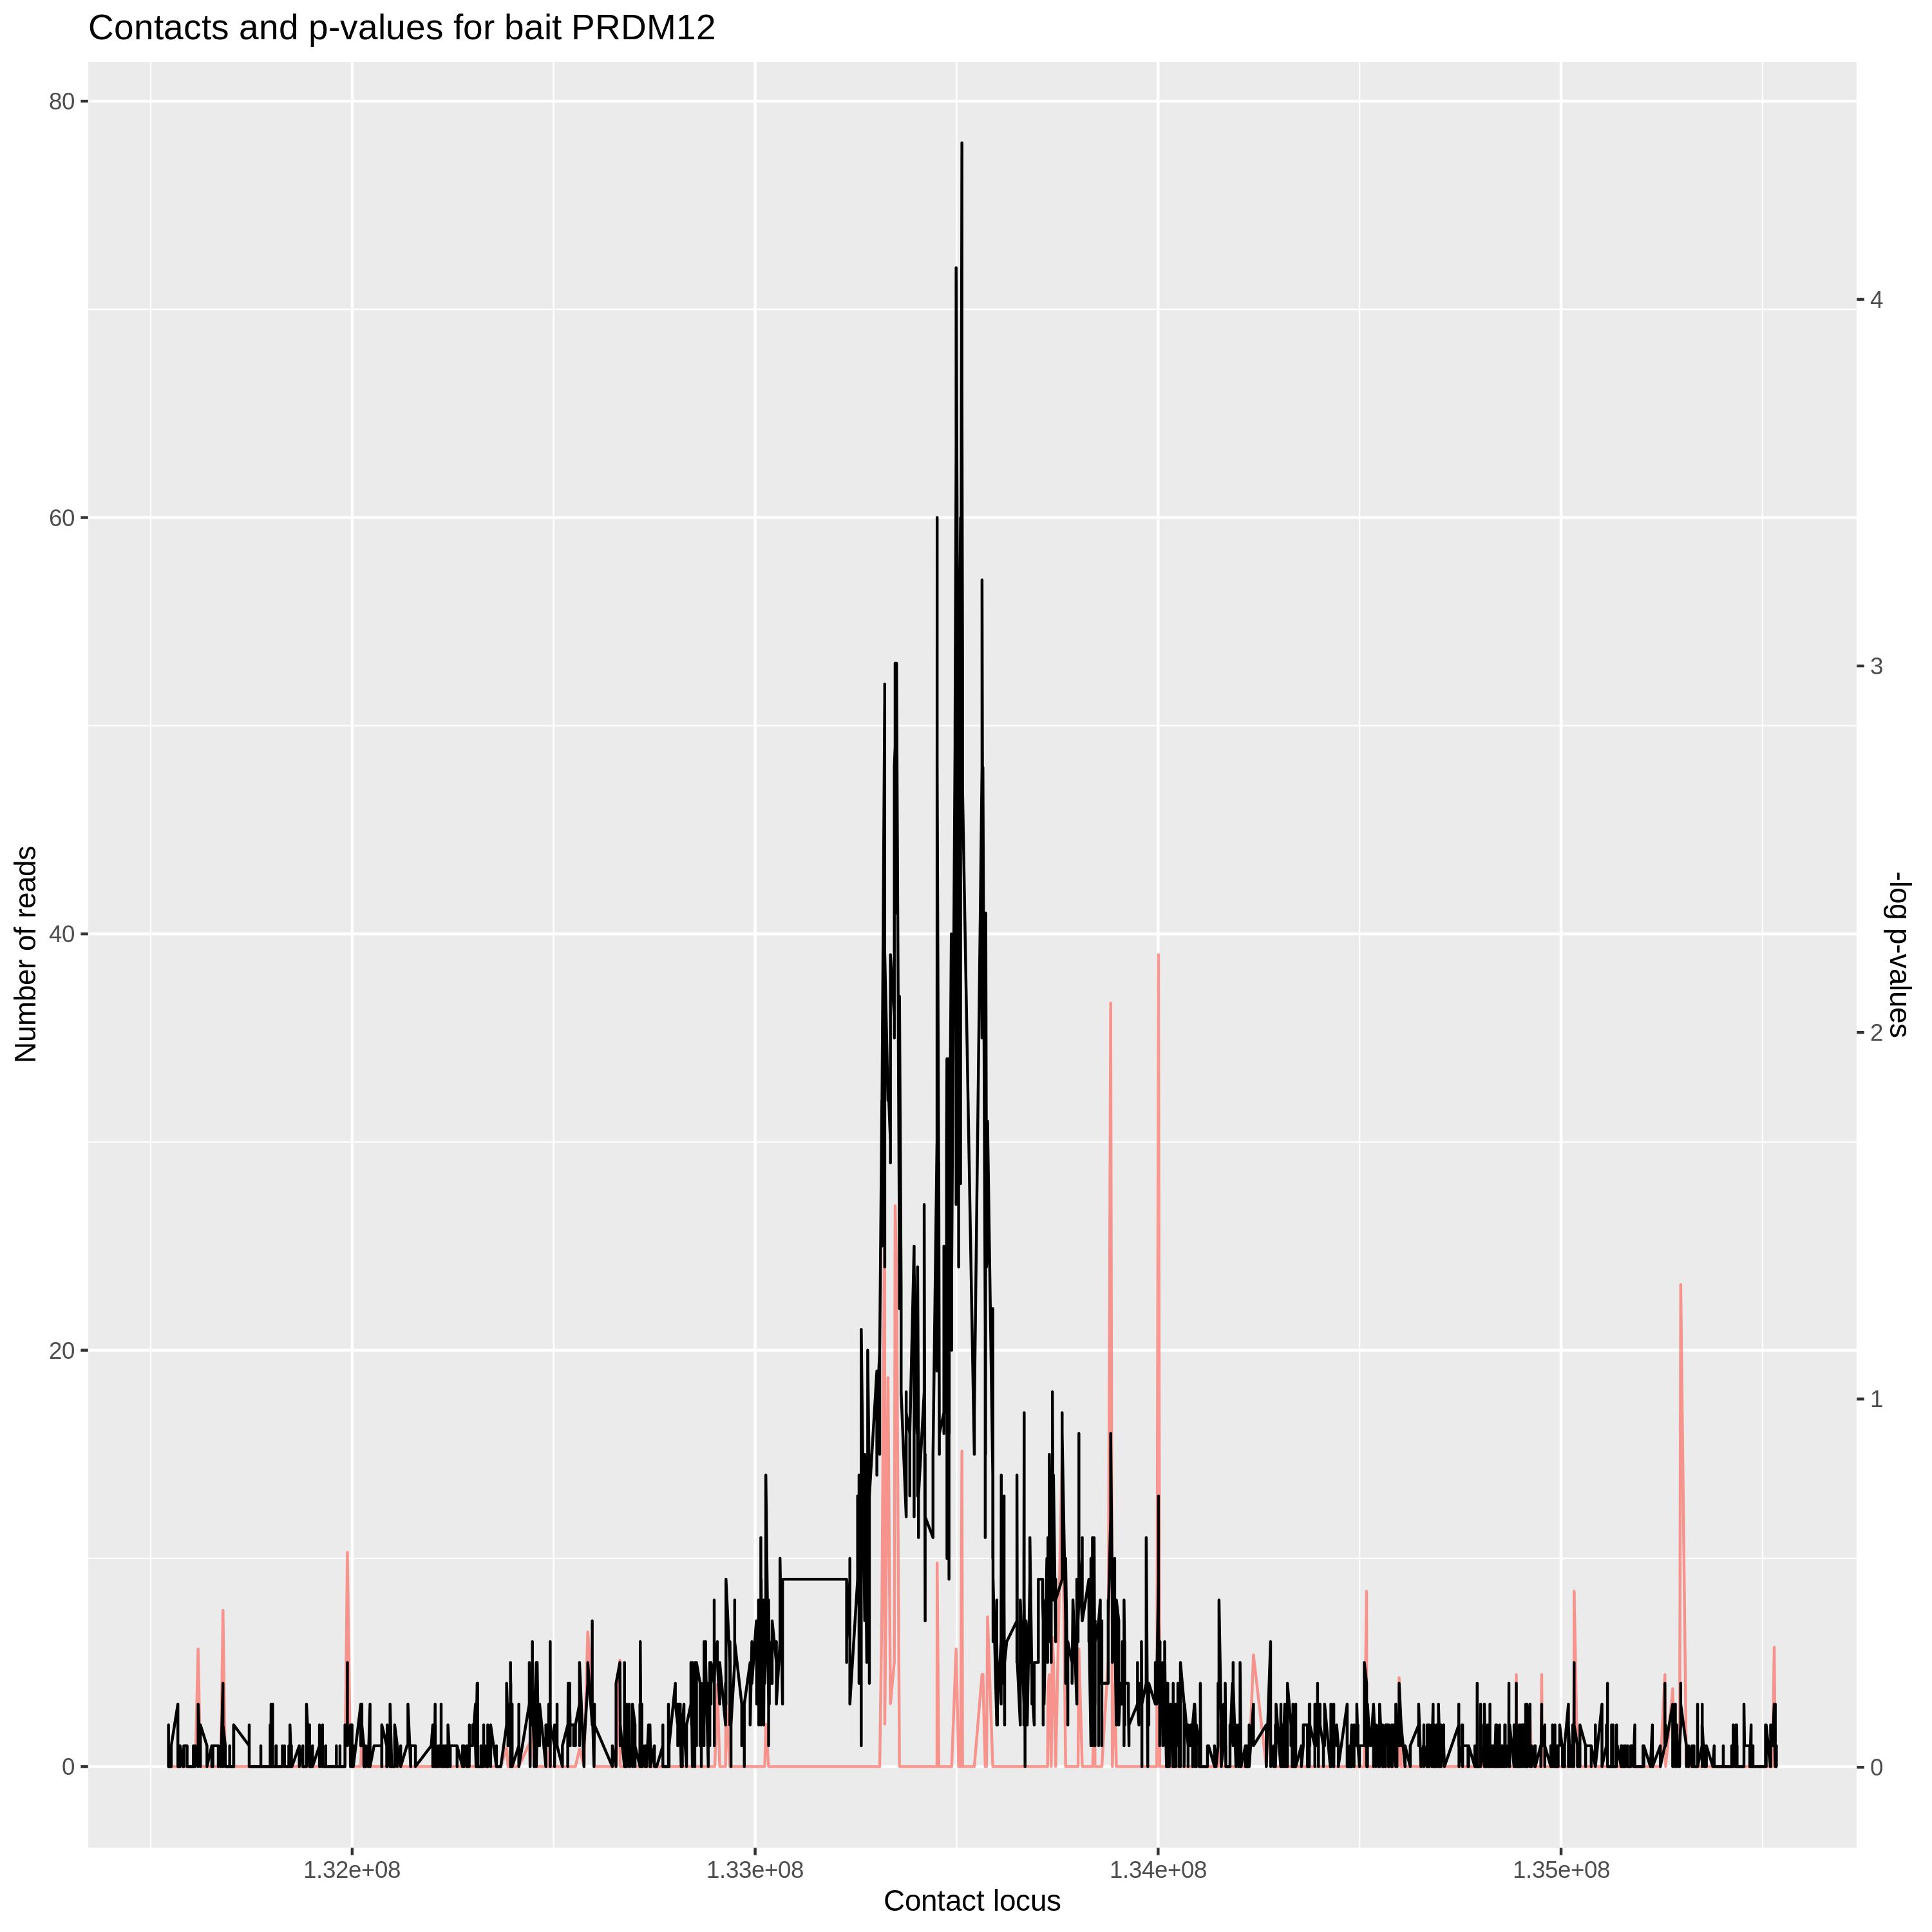 Contacts and p-values for bait PRDM12
80
60
40
20
0
Number of reads
4
3
2
1
0
-log p-values
1.32e+08
1.33e+08
1.34e+08
1.35e+08
Contact locus